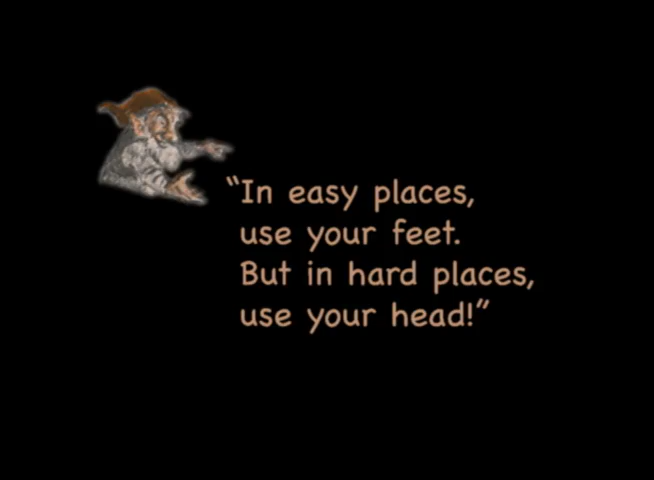 “In easy places,
use your feet.
But in hard places,
use your head!”